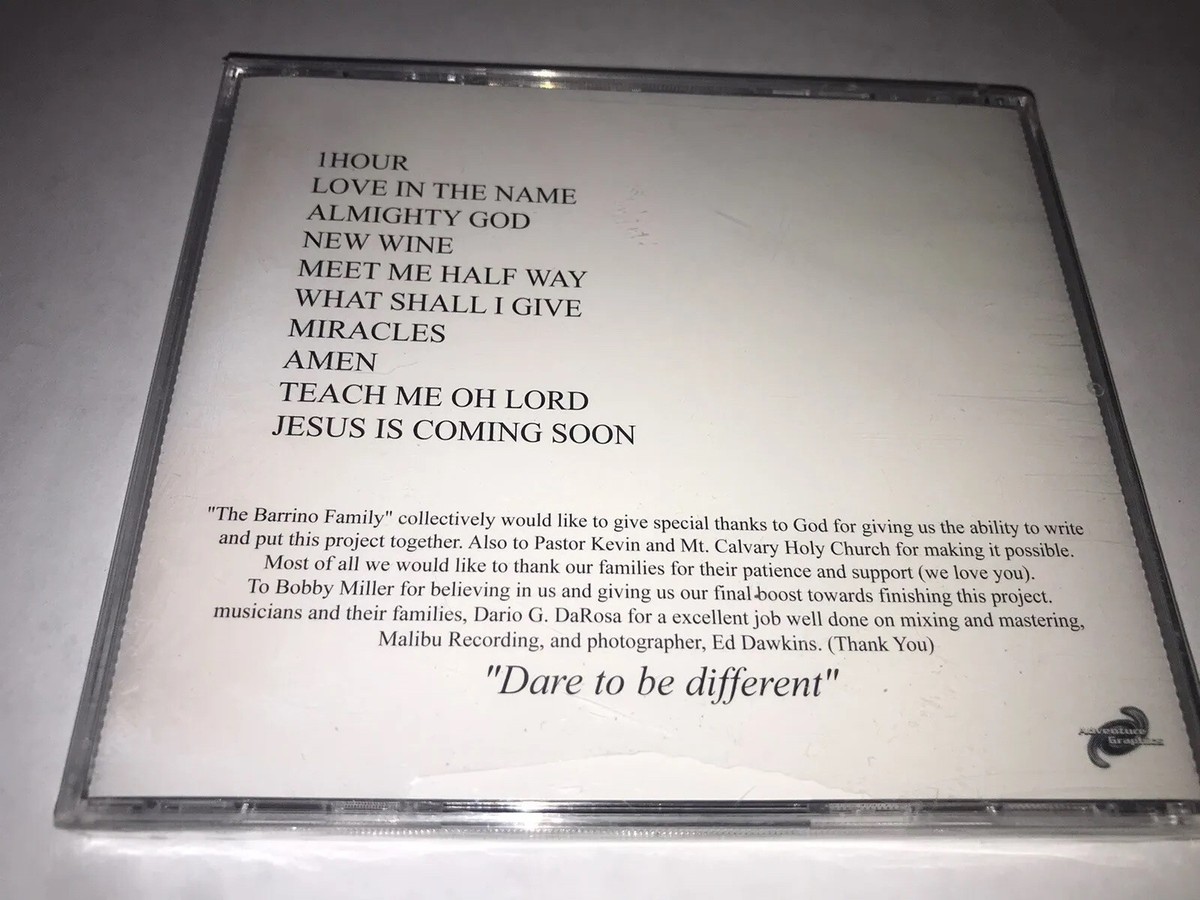 1HOUR
LOVE IN THE NAME
ALMIGHTY GOD
NEW WINE
MEET ME HALF WAY
WHAT SHALL I GIVE
MIRACLES
AMEN
TEACH ME OH LORD
JESUS IS COMING SOON
"The Barrino Family" collectively would like to give special thanks to God for giving us the ability to write
and put this project together. Also to Pastor Kevin and Mt. Calvary Holy Church for making it possible.
Most of all we would like to thank our families for their patience and support (we love you).
To Bobby Miller for believing in us and giving us our final boost towards finishing this project.
musicians and their families, Dario G. DaRosa for a excellent job well done on mixing and mastering,
Malibu Recording, and photographer, Ed Dawkins. (Thank You)
"Dare to be different"
Adventure
Graphics